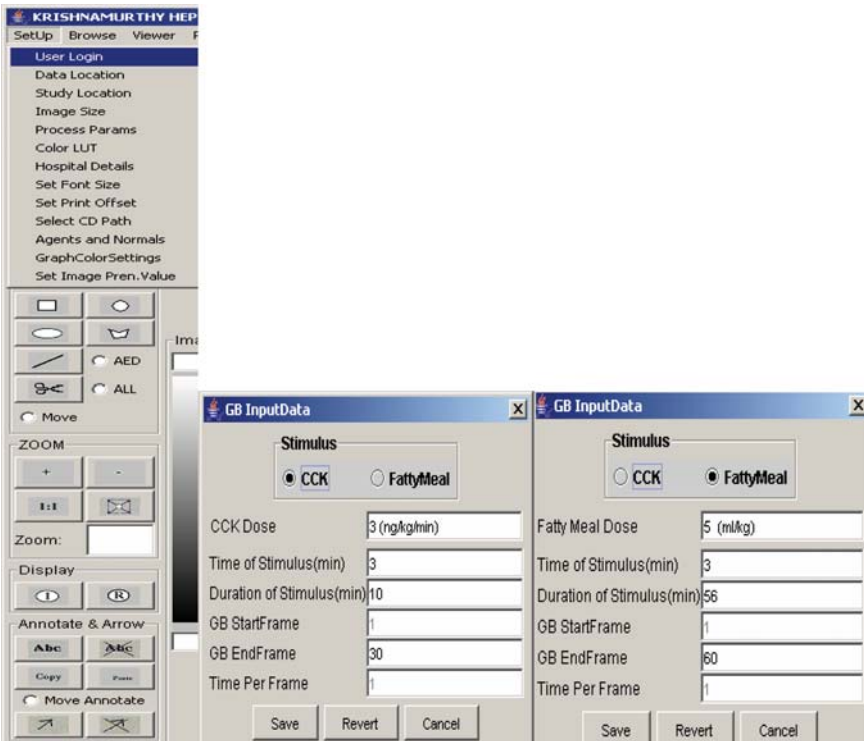 KRISHNAMURTHY HEP
SetUp Browse Viewer
User Login
Data Location
Study Location
Image Size
Process Params
Color LUT
Hospital Details
Set Font Size
Set Print Offset
Select CD Path
Agents and Normals
GraphColorSettings
Set Image Pren.Value
AED
ALL
Move
ZOOM
+ -
1:1
Zoom:
Display
I R
Annotate & Arrow
Abc Abc
Copy Paste
Move Annotate
Ima
GB InputData
Stimulus
CCK FattyMeal
CCK Dose 3 (ng/kg/min)
Time of Stimulus(min) 3
Duration of Stimulus(min) 10
GB StartFrame 1
GB EndFrame 30
Time Per Frame 1
Save Revert Cancel
GB InputData
Stimulus
CCK FattyMeal
Fatty Meal Dose 5 (ml/kg)
Time of Stimulus(min) 3
Duration of Stimulus(min) 56
GB StartFrame 1
GB EndFrame 60
Time Per Frame 1
Save Revert Cancel